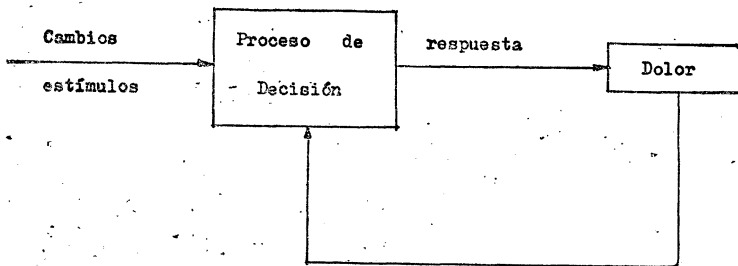 Cambios
estímulos
Proceso de
Decisión
respuesta
Dolor